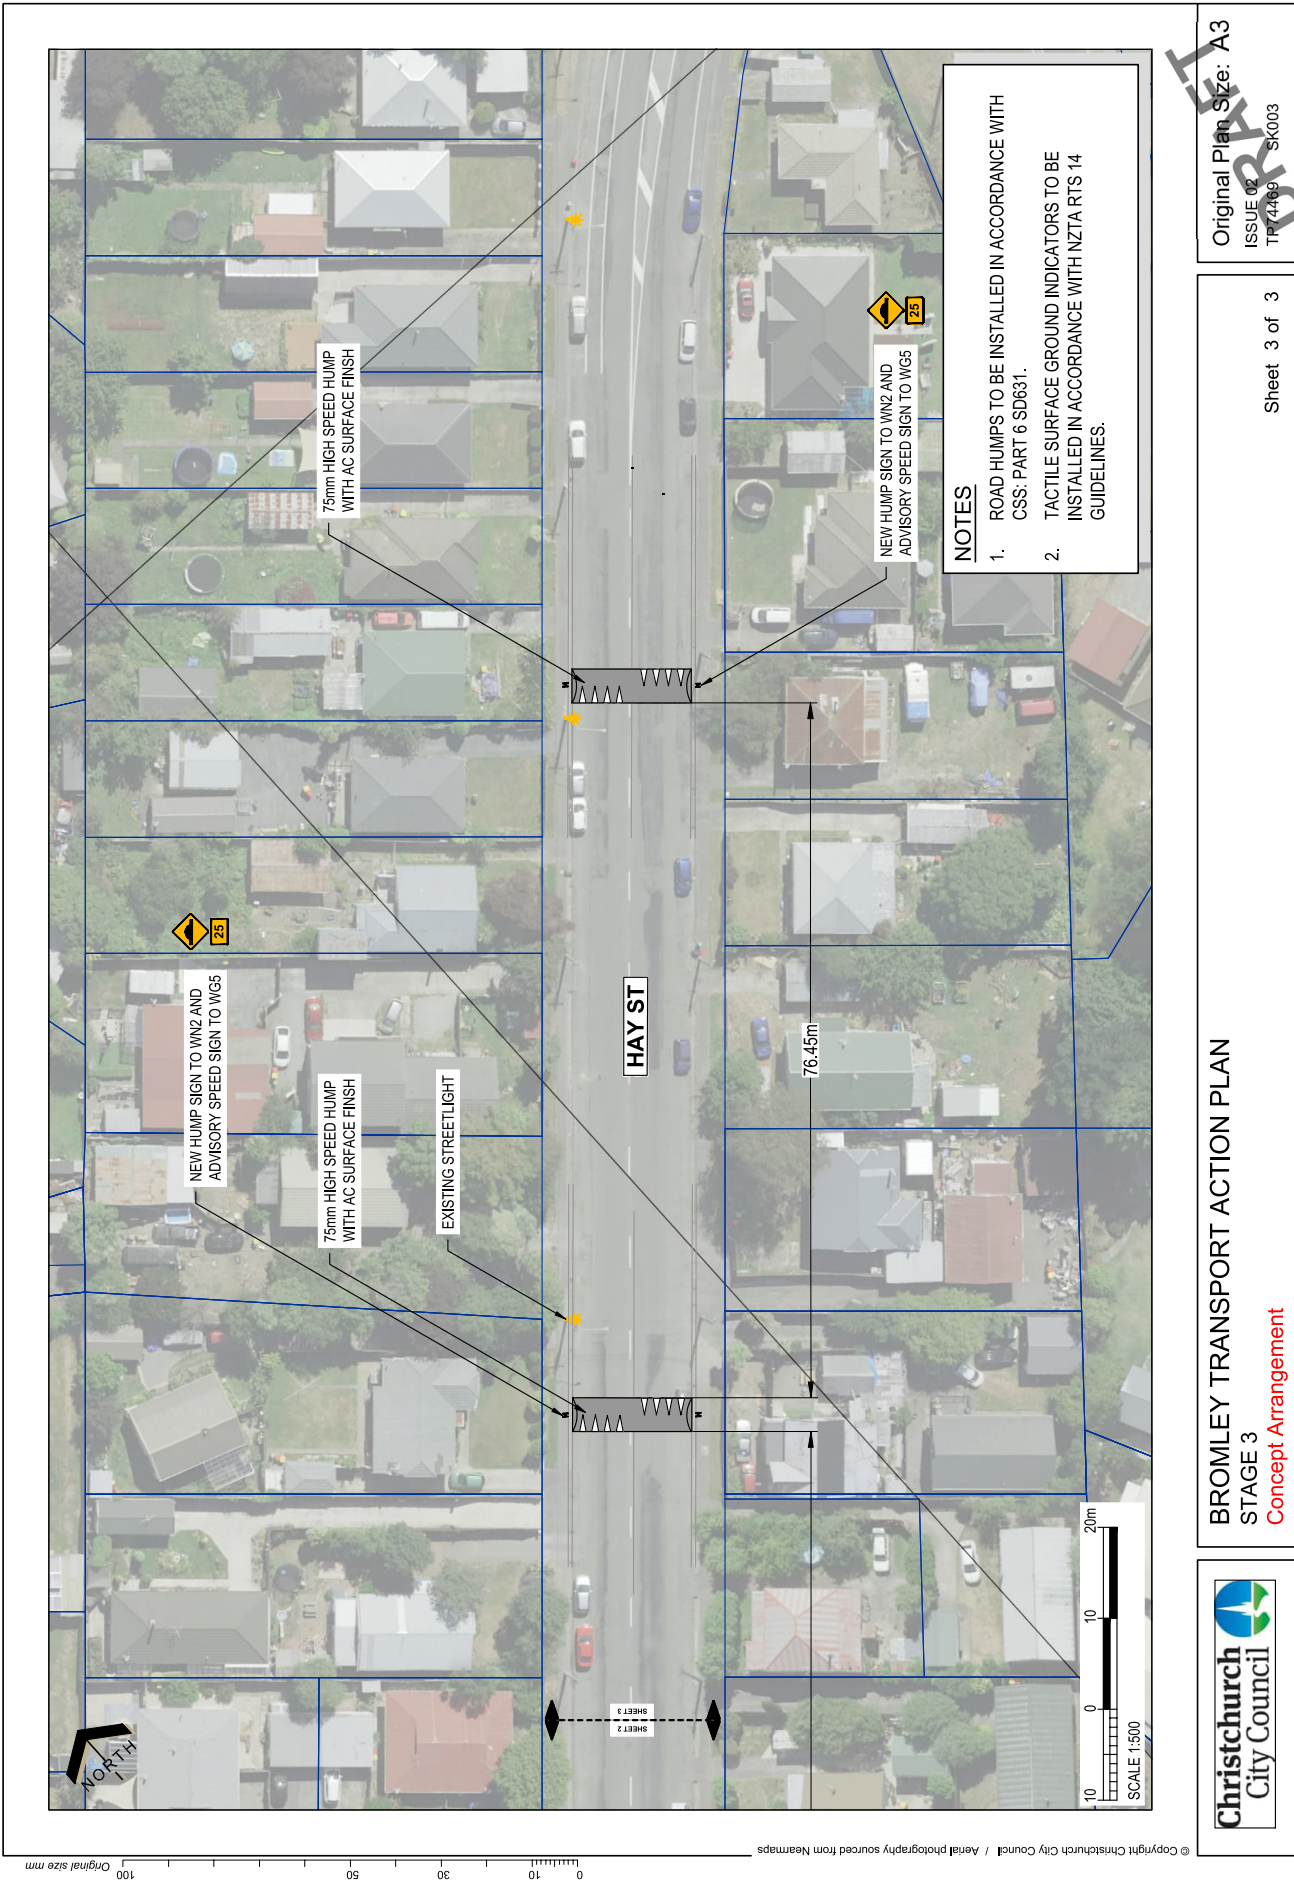 75mm HIGH SPEED HUMP
WITH AC SURFACE FINSH
NEW HUMP SIGN TO WN2 AND
ADVISORY SPEED SIGN TO WG5
25
NEW HUMP SIGN TO WN2 AND
ADVISORY SPEED SIGN TO WG5
25
75mm HIGH SPEED HUMP
WITH AC SURFACE FINSH
EXISTING STREETLIGHT
HAY ST
76.45m
SHEET 3
SHEET 2
NORTH
NOTES
1. ROAD HUMPS TO BE INSTALLED IN ACCORDANCE WITH
CSS: PART 6 SD631.
2. TACTILE SURFACE GROUND INDICATORS TO BE
INSTALLED IN ACCORDANCE WITH NZTA RTS 14
GUIDELINES.
10 0 10 20m
SCALE 1:500
Christchurch
City Council
BROMLEY TRANSPORT ACTION PLAN
STAGE 3
Concept Arrangement
Sheet 3 of 3
Original Plan Size: A3
ISSUE 02
TP74469 SK003
DRAFT
© Copyright Christchurch City Council / Aerial photography sourced from Nearmaps
0 10 30 50 100
Original size mm